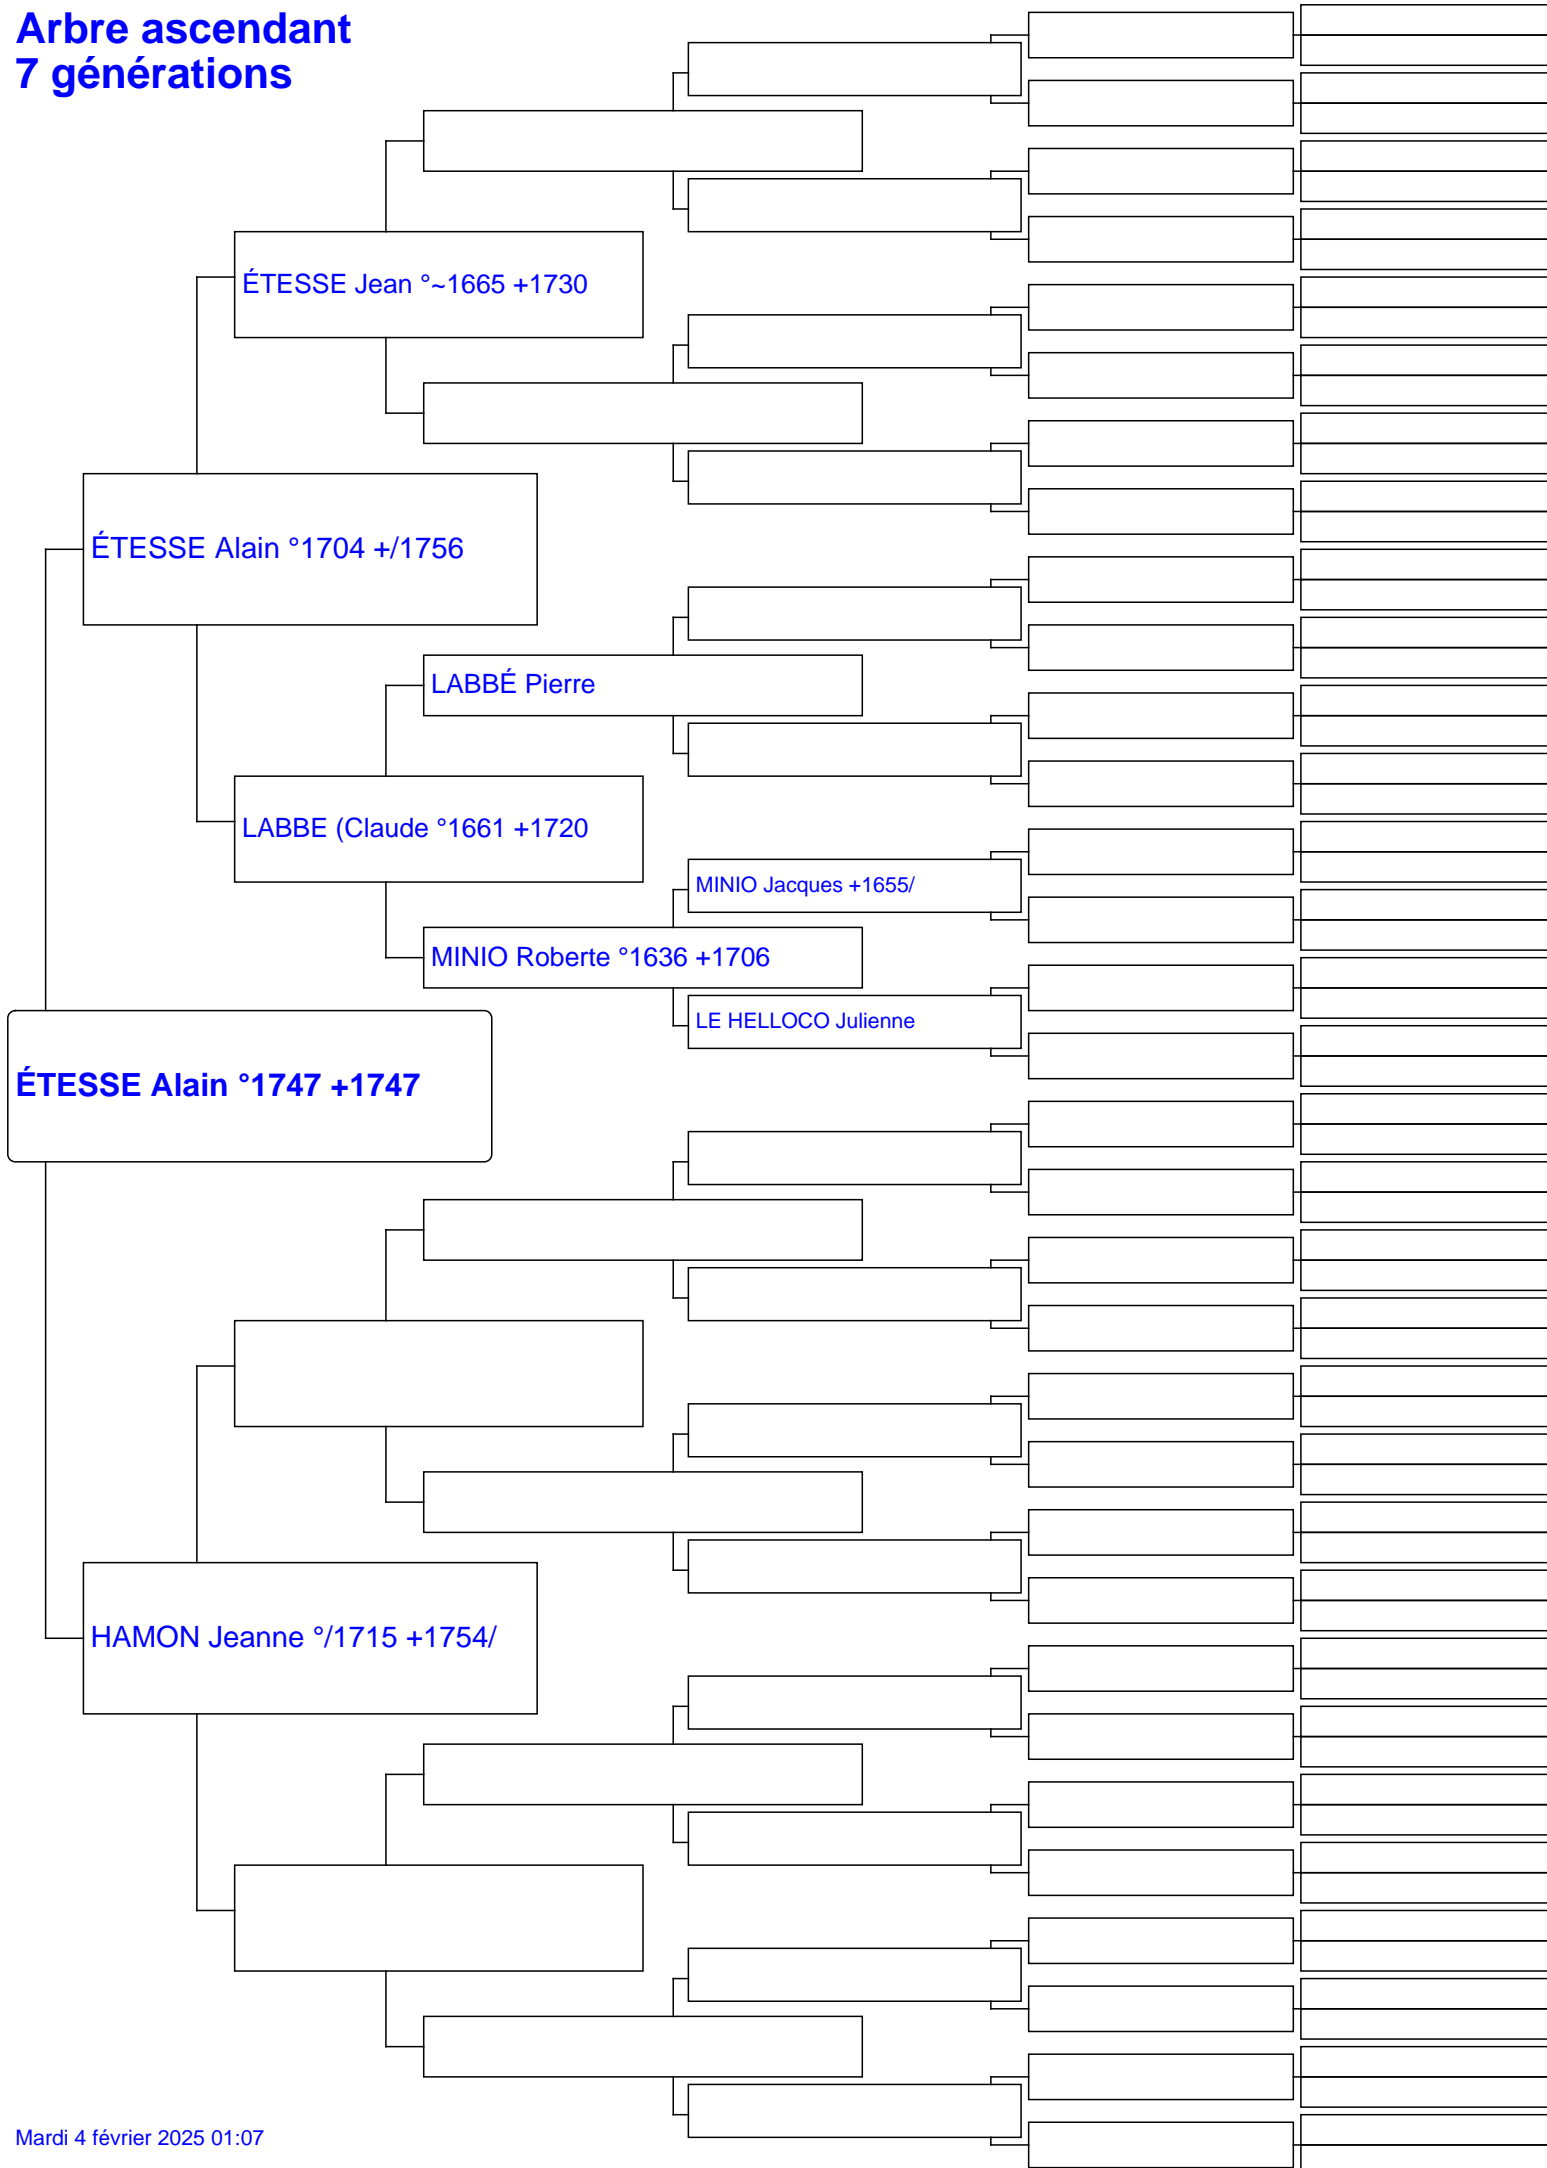 Arbre ascendant
7 générations
ÉTESSE Jean °~1665 +1730
ÉTESSE Alain °1704 +/1756
LABBÉ Pierre
LABBE (Claude °1661 +1720
MINIO Jacques +1655/
MINIO Roberte °1636 +1706
LE HELLOCO Julienne
ÉTESSE Alain °1747 +1747
HAMON Jeanne °/1715 +1754/
Mardi 4 février 2025 01:07